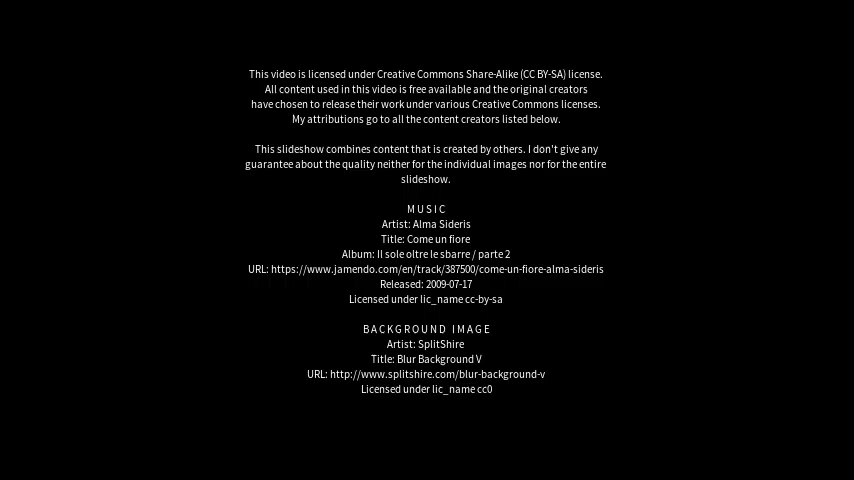 This video is licensed under Creative Commons Share-Alike (CC BY-SA) license.
All content used in this video is free available and the original creators
have chosen to release their work under various Creative Commons licenses.
My attributions go to all the content creators listed below.
This slideshow combines content that is created by others. I don't give any
guarantee about the quality neither for the individual images nor for the entire
slideshow.
MUSIC
Artist: Alma Sideris
Title: Come un fiore
Album: Il sole oltre le sbarre / parte 2
URL: https://www.jamendo.com/en/track/387500/come-un-fiore-alma-sideris
Released: 2009-07-17
Licensed under lic_name cc-by-sa
BACKGROUND IMAGE
Artist: SplitShire
Title: Blur Background V
URL: http://www.splitshire.com/blur-background-v
Licensed under lic_name cc0